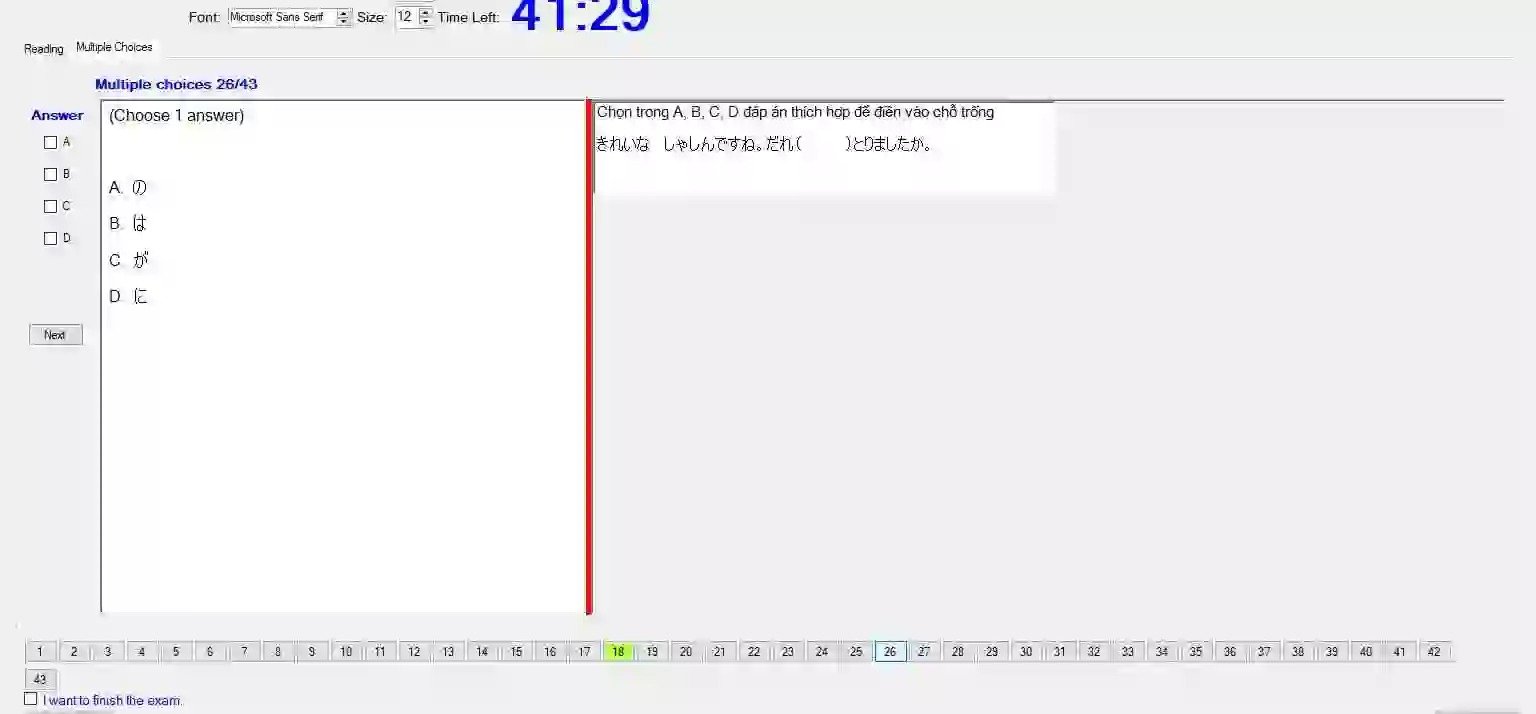 Font: Microsoft Sans Serif Size: 12 Time Left: 41:29
Reading Multiple Choices
Multiple choices 26/43
Answer
A
B
C
D
Next
(Choose 1 answer)
A. の
B. は
C. が
D. に
Chọn trong A, B, C, D đáp án thích hợp để điền vào chỗ trống
きれいな しゃしんですね。だれ( )とりましたか。
1 2 3 4 5 6 7 8 9 10 11 12 13 14 15 16 17 18 19 20 21 22 23 24 25 26 27 28 29 30 31 32 33 34 35 36 37 38 39 40 41 42
43
I want to finish the exam.